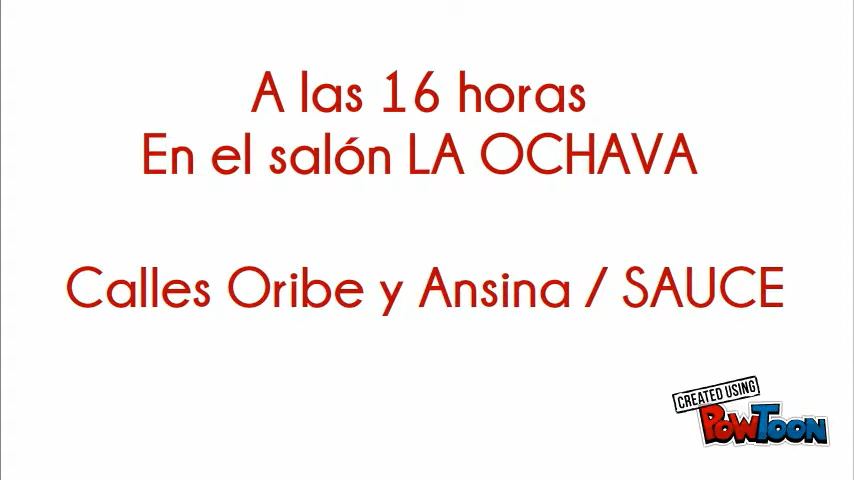 A las 16 horas
En el salón LA OCHAVA
Calles Oribe y Ansina / SAUCE
CREATED USING
POWTOON